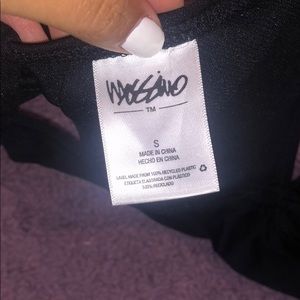 mossimo
TM
S
MADE IN CHINA
HECHO EN CHINA
LABEL MADE FROM 100% RECYCLED PLASTIC
ETIQUETA ELABORADA CON PLÁSTICO
100% RECICLADO